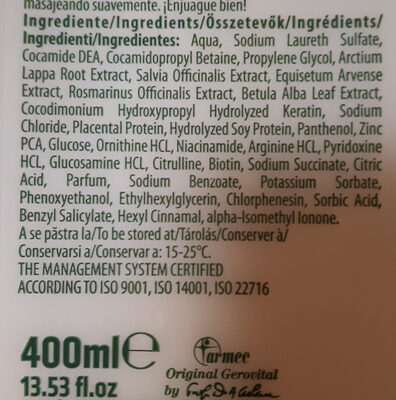 masajeando suavemente. ¡Enjuague bien!
Ingrediente/Ingredients/Összetevők/Ingrédients/
Ingredienti/Ingredientes: Aqua, Sodium Laureth Sulfate,
Cocamide DEA, Cocamidopropyl Betaine, Propylene Glycol, Arctium
Lappa Root Extract, Salvia Officinalis Extract, Equisetum Arvense
Extract, Rosmarinus Officinalis Extract, Betula Alba Leaf Extract,
Cocodimonium Hydroxypropyl Hydrolyzed Keratin, Sodium
Chloride, Placental Protein, Hydrolyzed Soy Protein, Panthenol, Zinc
PCA, Glucose, Ornithine HCL, Niacinamide, Arginine HCL, Pyridoxine
HCL, Glucosamine HCL, Citrulline, Biotin, Sodium Succinate, Citric
Acid, Parfum, Sodium Benzoate, Potassium Sorbate,
Phenoxyethanol, Ethylhexylglycerin, Chlorphenesin, Sorbic Acid,
Benzyl Salicylate, Hexyl Cinnamal, alpha-Isomethyl Ionone.
A se păstra la/To be stored at/Tárolás/Conserver à/
Conservarsi a/Conservar a: 15-25°C.
THE MANAGEMENT SYSTEM CERTIFIED
ACCORDING TO ISO 9001, ISO 14001, ISO 22716
400ml℮
farmec
Original Gerovital
13.53 fl.oz
by